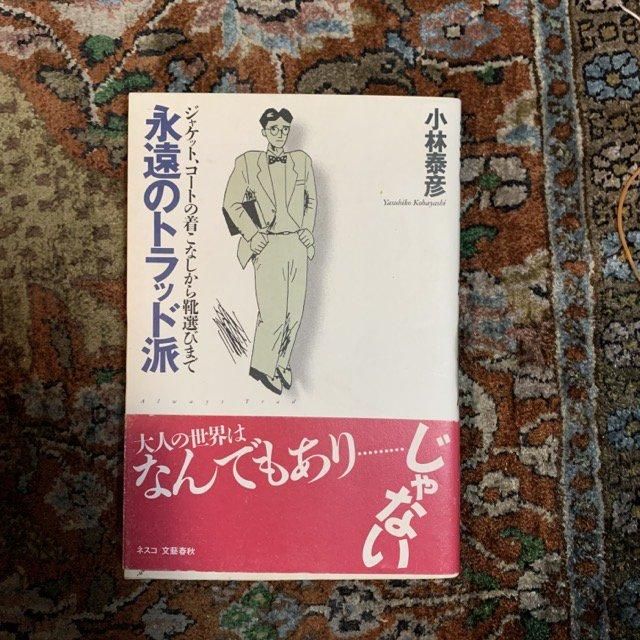 小林泰彦
Yasuhiko Kobayashi
ジャケット、コートの着こなしから靴選びまで
永遠のトラッド派
Always Trad
大人の世界は
なんでもあり………じゃない
ネスコ 文藝春秋